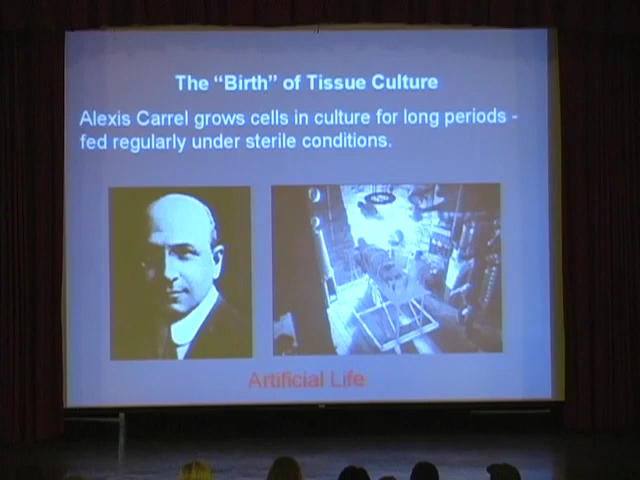 The “Birth” of Tissue Culture
Alexis Carrel grows cells in culture for long periods -
fed regularly under sterile conditions.
Artificial Life